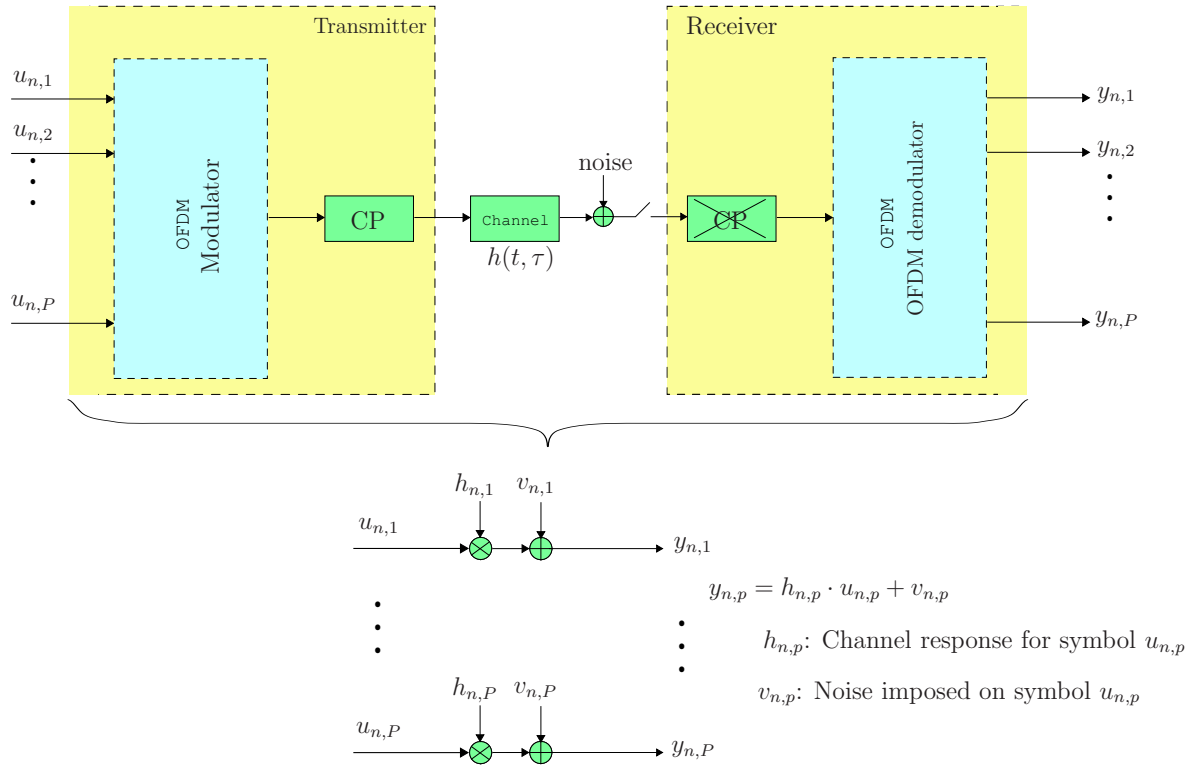 Transmitter
Receiver
u_{n,1}
u_{n,2}
u_{n,P}
OFDM
Modulator
CP
Channel
h(t, τ)
noise
CP
OFDM
OFDM demodulator
y_{n,1}
y_{n,2}
y_{n,P}
h_{n,1}
v_{n,1}
u_{n,1}
y_{n,1}
y_{n,p} = h_{n,p} · u_{n,p} + v_{n,p}
h_{n,p}: Channel response for symbol u_{n,p}
v_{n,p}: Noise imposed on symbol u_{n,p}
h_{n,P}
v_{n,P}
u_{n,P}
y_{n,P}